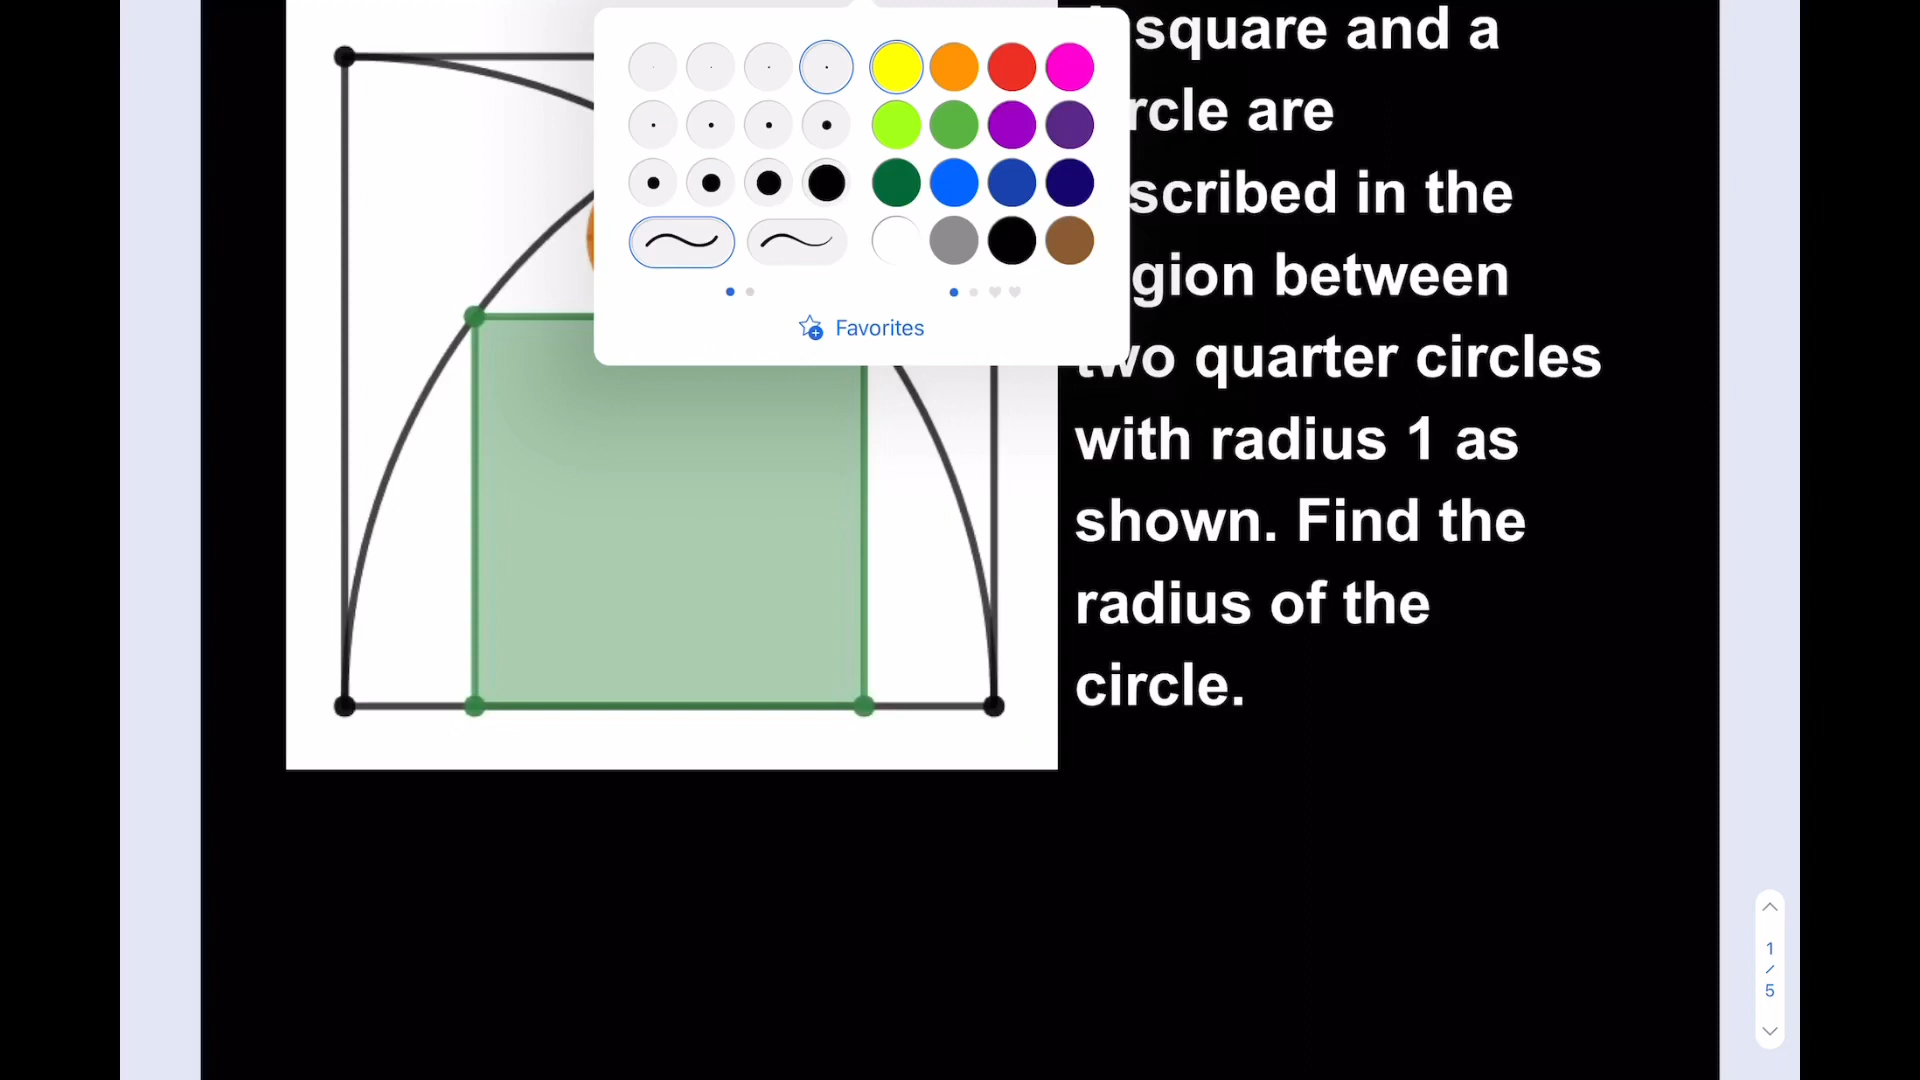 square and a
rcle are
scribed in the
gion between
two quarter circles
with radius 1 as
shown. Find the
radius of the
circle.
Favorites
1
/
5